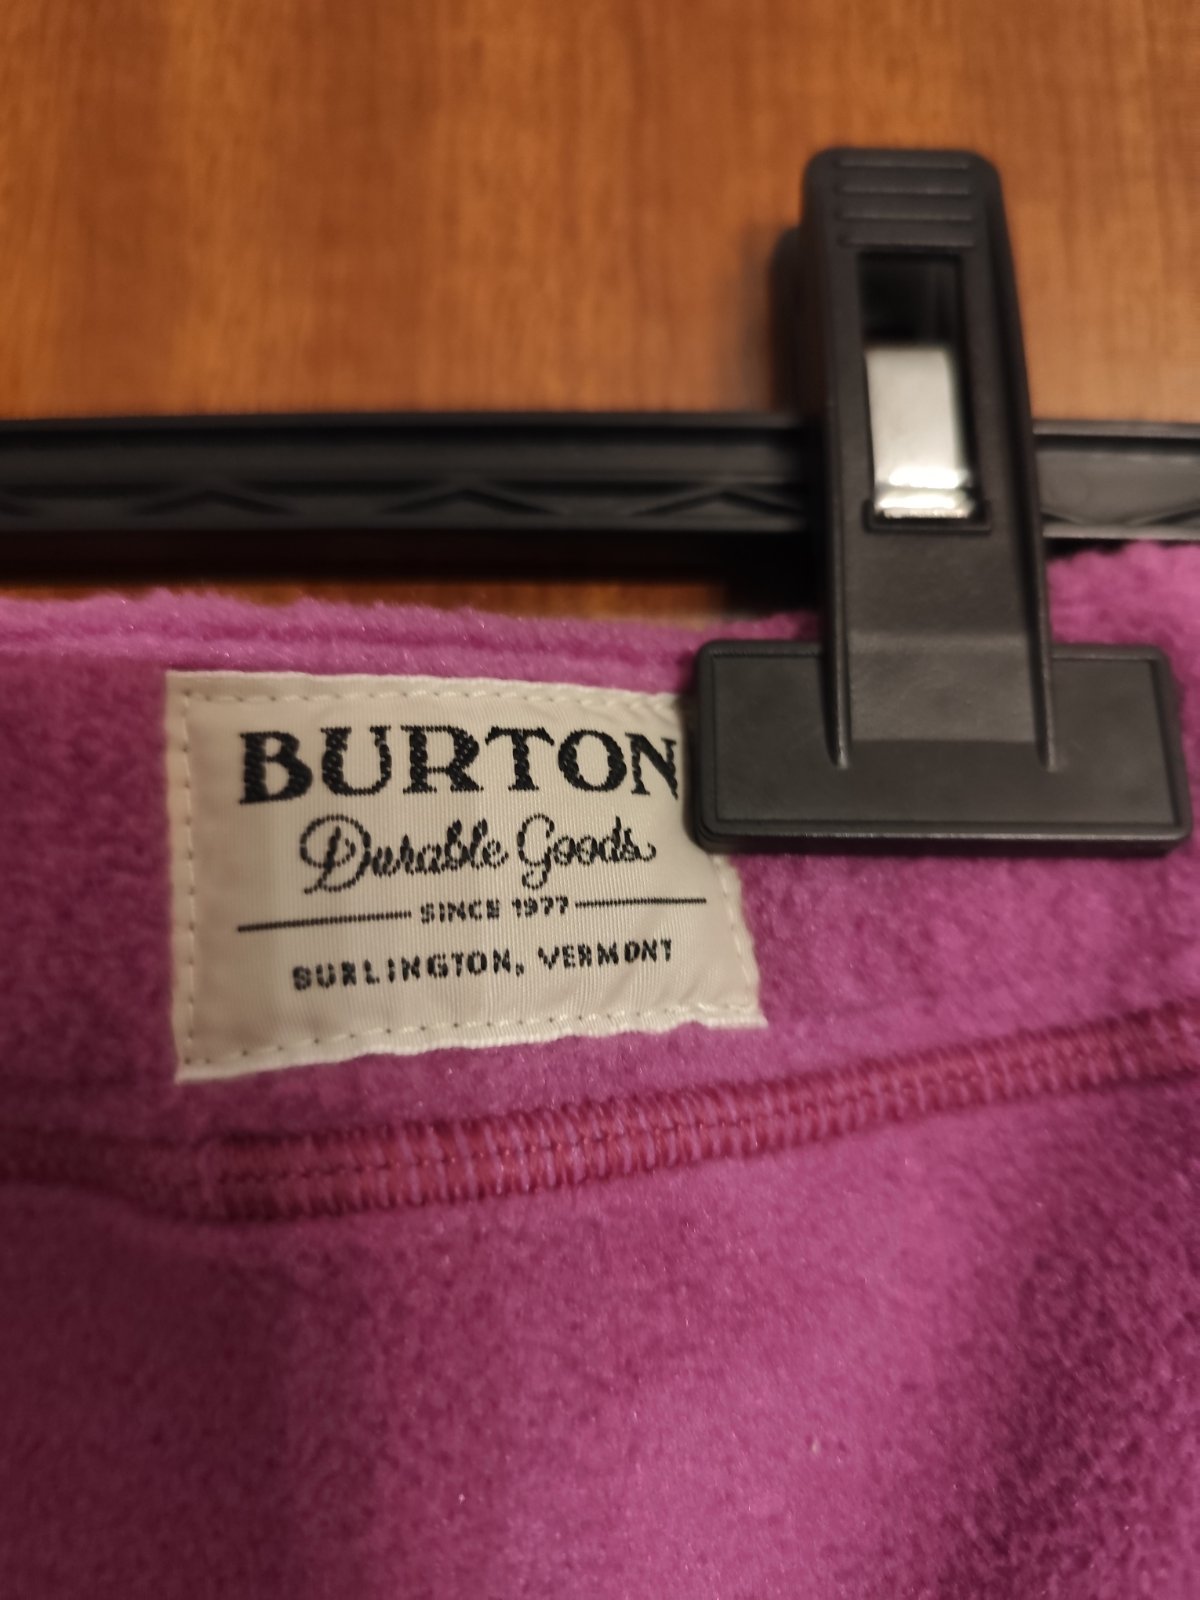 BURTON
Durable Goods
SINCE 1977
BURLINGTON, VERMONT